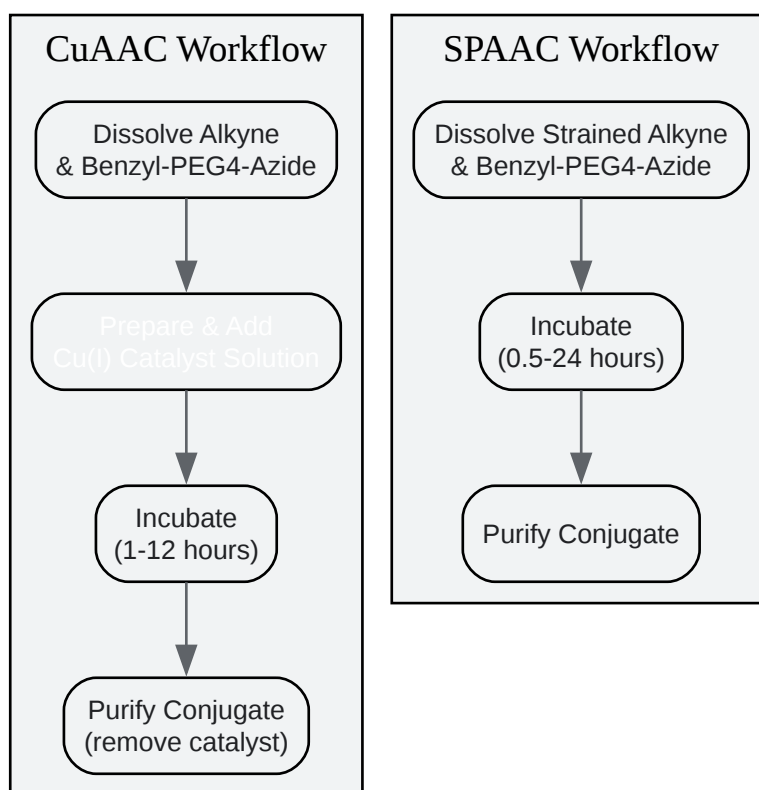 CuAAC Workflow
Dissolve Alkyne
& Benzyl-PEG4-Azide
Prepare & Add
Cu(I) Catalyst Solution
Incubate
(1-12 hours)
Purify Conjugate
(remove catalyst)
SPAAC Workflow
Dissolve Strained Alkyne
& Benzyl-PEG4-Azide
Incubate
(0.5-24 hours)
Purify Conjugate